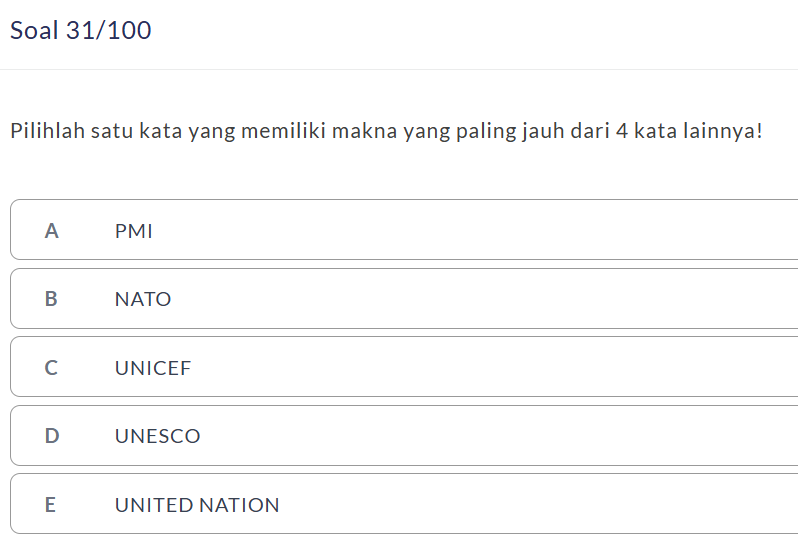 Soal 31/100
Pilihlah satu kata yang memiliki makna yang paling jauh dari 4 kata lainnya!
A PMI
B NATO
C UNICEF
D UNESCO
E UNITED NATION